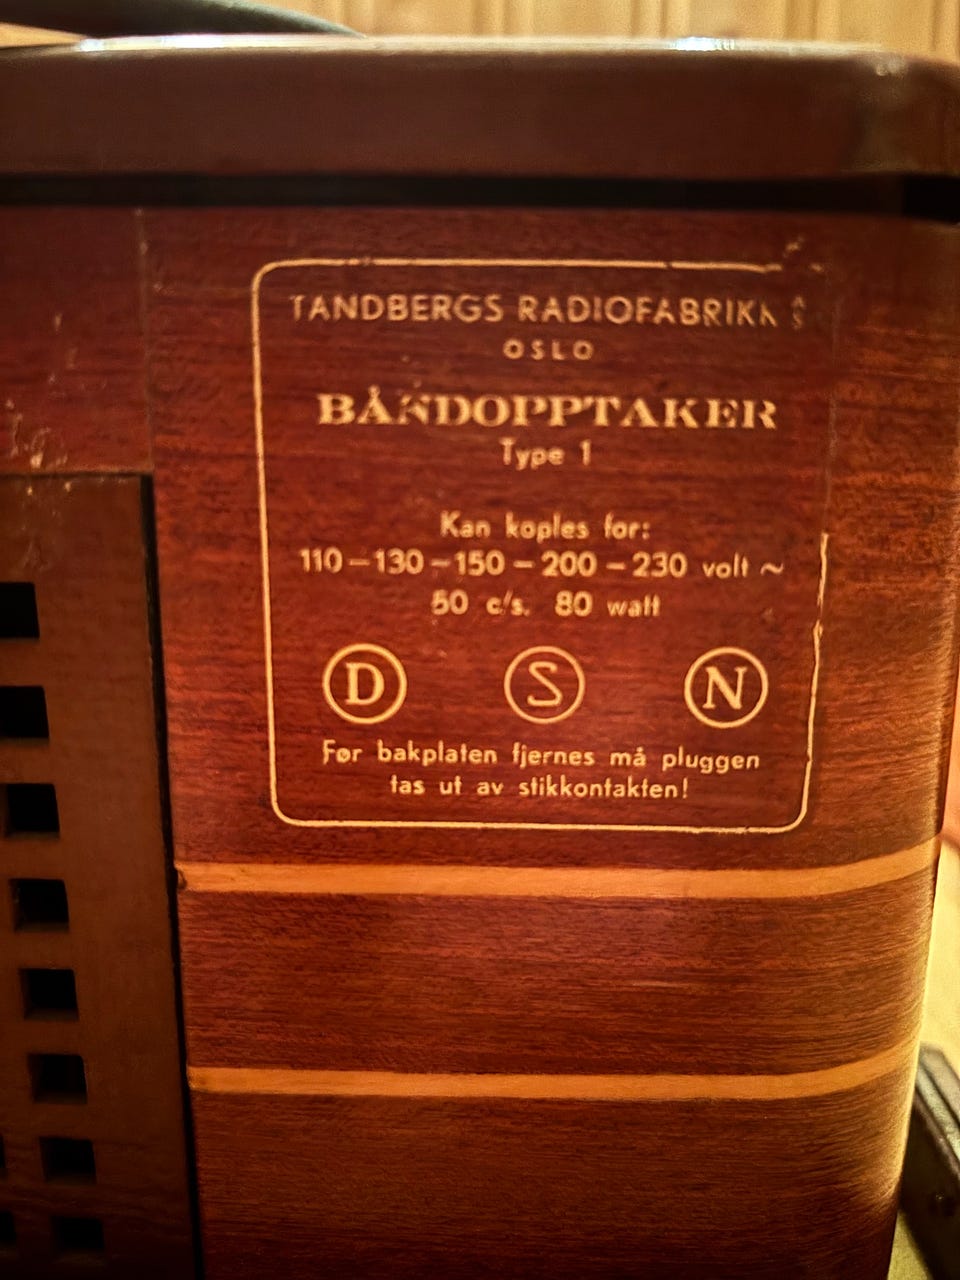 TANDBERGS RADIOFABRIKK A/S
OSLO
BÅNDOPPTAKER
Type 1
Kan koples for:
110 – 130 – 150 – 200 – 230 volt ~
50 c/s. 80 watt
D S N
Før bakplaten fjernes må pluggen
tas ut av stikkontakten!